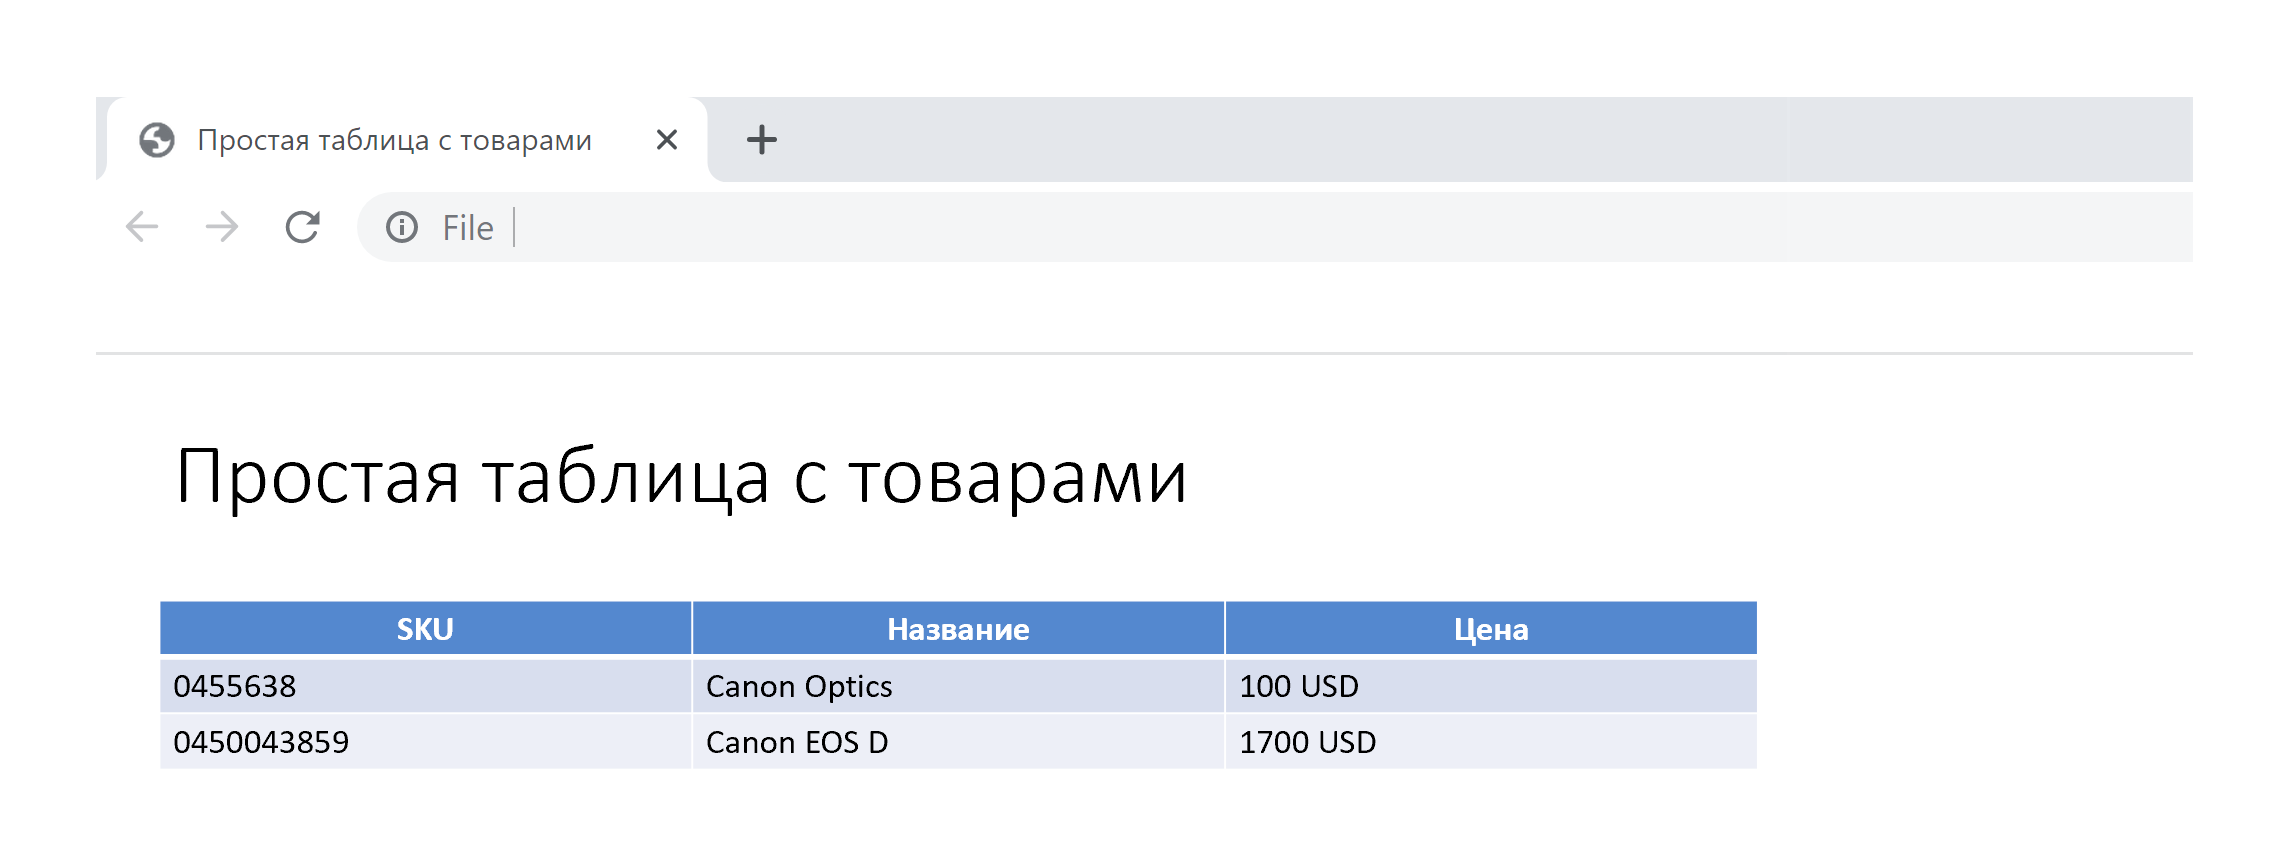 Простая таблица с товарами
File
Простая таблица с товарами
SKU Название Цена
0455638 Canon Optics 100 USD
0450043859 Canon EOS D 1700 USD